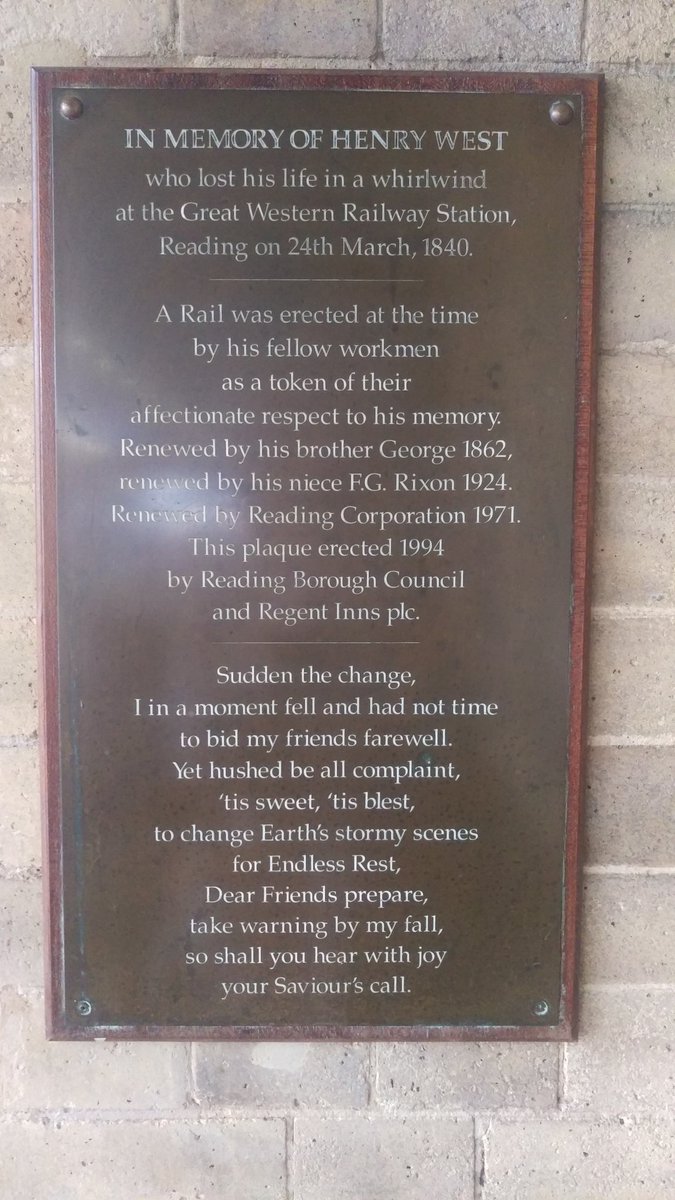 IN MEMORY OF HENRY WEST
who lost his life in a whirlwind
at the Great Western Railway Station,
Reading on 24th March, 1840.
A Rail was erected at the time
by his fellow workmen
as a token of their
affectionate respect to his memory.
Renewed by his brother George 1862,
renewed by his niece F.G. Rixon 1924.
Renewed by Reading Corporation 1971.
This plaque erected 1994
by Reading Borough Council
and Regent Inns plc.
Sudden the change,
I in a moment fell and had not time
to bid my friends farewell.
Yet hushed be all complaint,
‘tis sweet, ‘tis blest,
to change Earth's stormy scenes
for Endless Rest,
Dear Friends prepare,
take warning by my fall,
so shall you hear with joy
your Saviour's call.